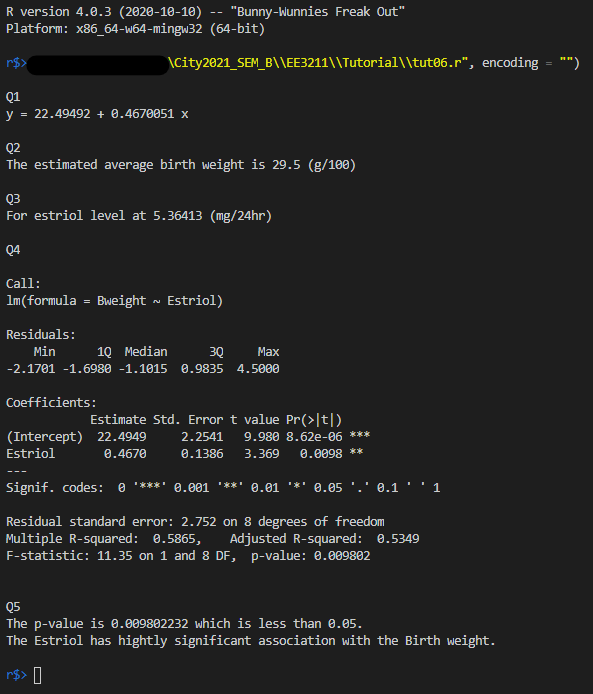 R version 4.0.3 (2020-10-10) -- "Bunny-Wunnies Freak Out"
Platform: x86_64-w64-mingw32 (64-bit)
r$> \City2021_SEM_B\\EE3211\\Tutorial\\tut06.r", encoding = "")
Q1
y = 22.49492 + 0.4670051 x
Q2
The estimated average birth weight is 29.5 (g/100)
Q3
For estriol level at 5.36413 (mg/24hr)
Q4
Call:
lm(formula = Bweight ~ Estriol)
Residuals:
    Min      1Q  Median      3Q     Max
-2.1701 -1.6980 -1.1015  0.9835  4.5000
Coefficients:
            Estimate Std. Error t value Pr(>|t|)
(Intercept)  22.4949     2.2541   9.980 8.62e-06 ***
Estriol       0.4670     0.1386   3.369   0.0098 **
---
Signif. codes:  0 '***' 0.001 '**' 0.01 '*' 0.05 '.' 0.1 ' ' 1
Residual standard error: 2.752 on 8 degrees of freedom
Multiple R-squared:  0.5865,    Adjusted R-squared:  0.5349
F-statistic: 11.35 on 1 and 8 DF,  p-value: 0.009802
Q5
The p-value is 0.009802232 which is less than 0.05.
The Estriol has hightly significant association with the Birth weight.
r$>